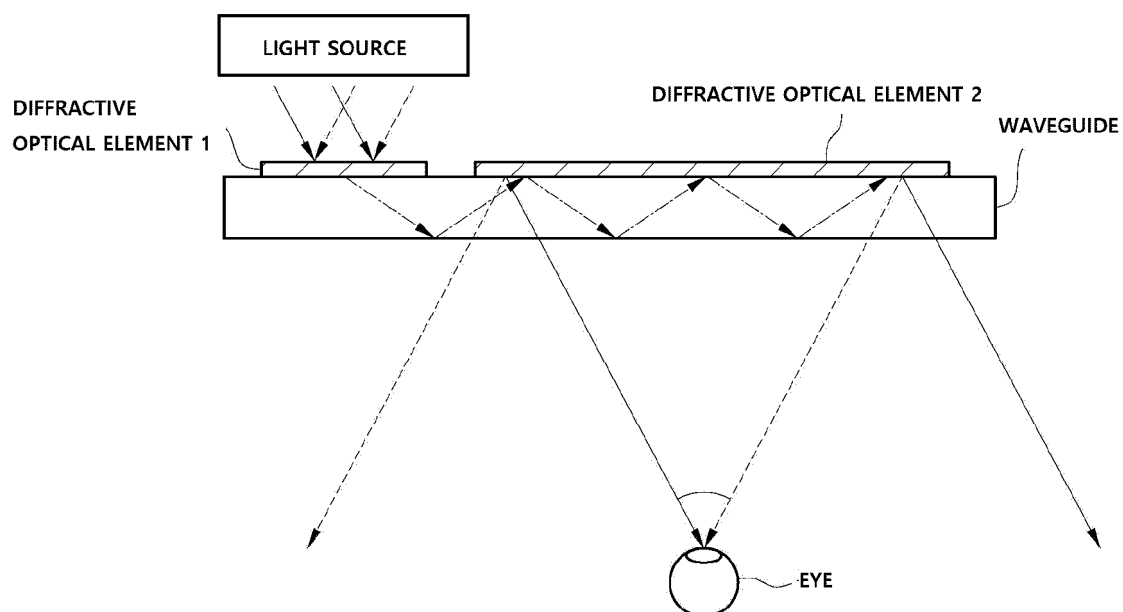 LIGHT SOURCE
DIFFRACTIVE
OPTICAL ELEMENT 1
DIFFRACTIVE OPTICAL ELEMENT 2
WAVEGUIDE
EYE